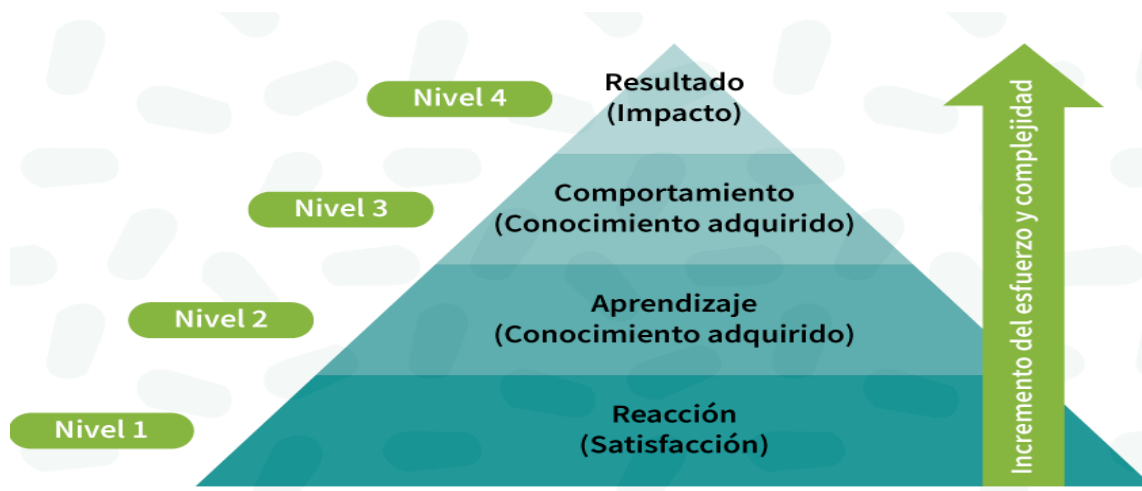 Nivel 4
Resultado
(Impacto)
Nivel 3
Comportamiento
(Conocimiento adquirido)
Nivel 2
Aprendizaje
(Conocimiento adquirido)
Nivel 1
Reacción
(Satisfacción)
Incremento del esfuerzo y complejidad